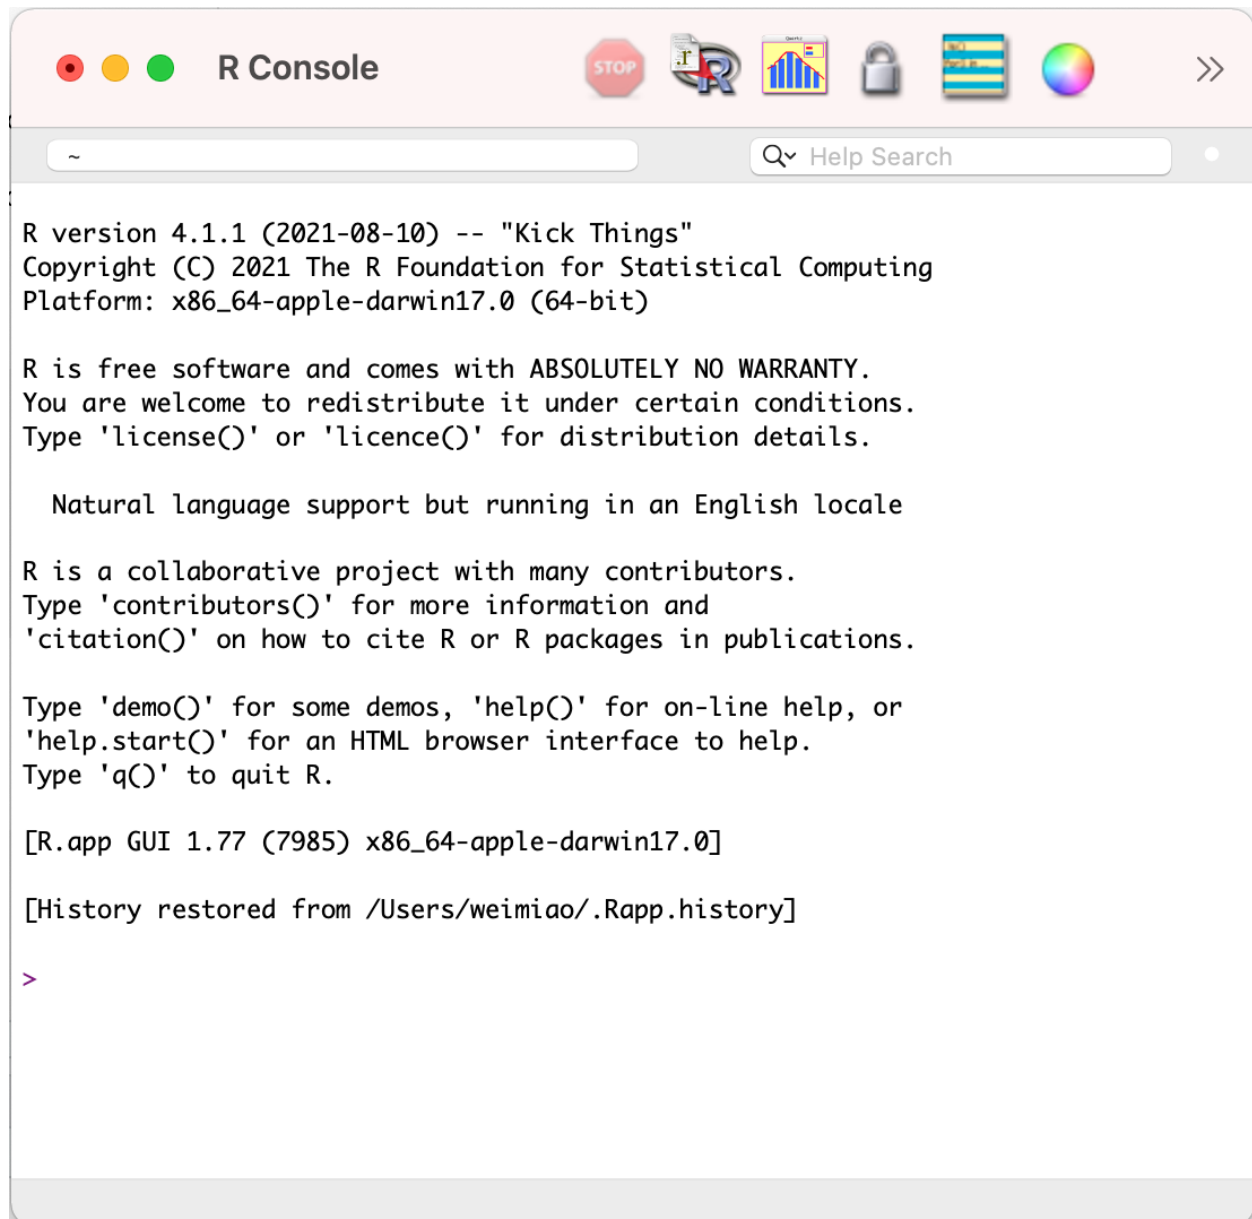 R Console
STOP
~
Help Search
R version 4.1.1 (2021-08-10) -- "Kick Things"
Copyright (C) 2021 The R Foundation for Statistical Computing
Platform: x86_64-apple-darwin17.0 (64-bit)
R is free software and comes with ABSOLUTELY NO WARRANTY.
You are welcome to redistribute it under certain conditions.
Type 'license()' or 'licence()' for distribution details.
Natural language support but running in an English locale
R is a collaborative project with many contributors.
Type 'contributors()' for more information and
'citation()' on how to cite R or R packages in publications.
Type 'demo()' for some demos, 'help()' for on-line help, or
'help.start()' for an HTML browser interface to help.
Type 'q()' to quit R.
[R.app GUI 1.77 (7985) x86_64-apple-darwin17.0]
[History restored from /Users/weimiao/.Rapp.history]
>